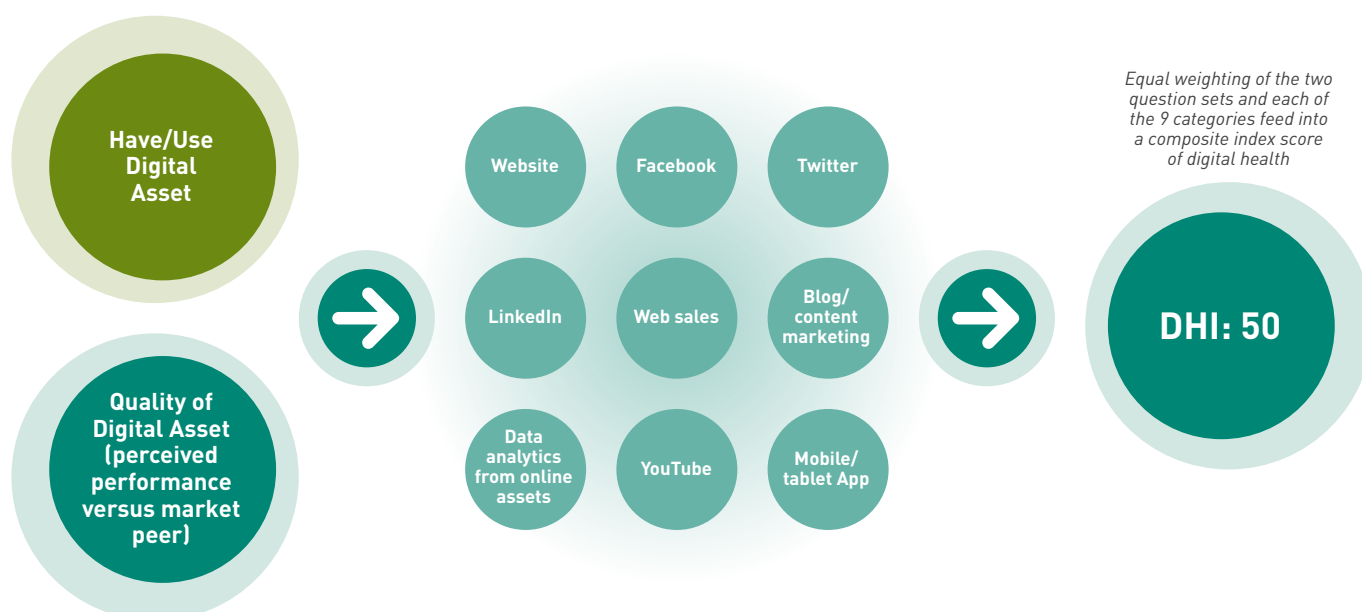 Have/Use
Digital
Asset
Quality of
Digital Asset
(perceived
performance
versus market
peer)
Website
Facebook
Twitter
LinkedIn
Web sales
Blog/
content
marketing
Data
analytics
from online
assets
YouTube
Mobile/
tablet App
Equal weighting of the two
question sets and each of
the 9 categories feed into
a composite index score
of digital health
DHI: 50